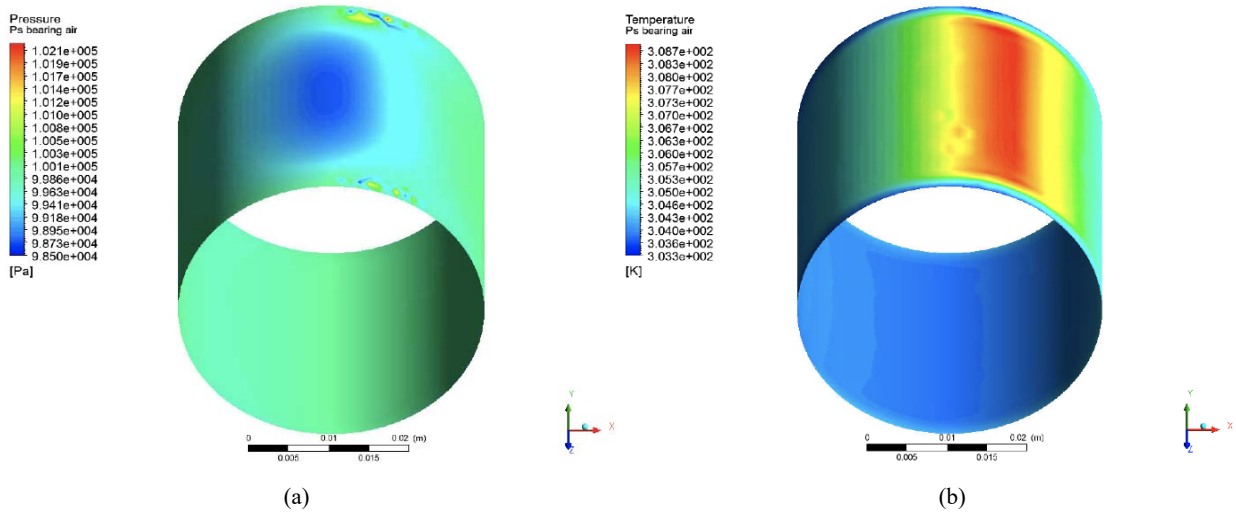 Pressure
Ps bearing air
1.021e+005
1.019e+005
1.017e+005
1.014e+005
1.012e+005
1.010e+005
1.008e+005
1.005e+005
1.003e+005
1.001e+005
9.986e+004
9.963e+004
9.941e+004
9.918e+004
9.895e+004
9.873e+004
9.850e+004
[Pa]
0 0.01 0.02 (m)
0.005 0.015
Y
X
Z
(a)
Temperature
Ps bearing air
3.087e+002
3.083e+002
3.080e+002
3.077e+002
3.073e+002
3.070e+002
3.067e+002
3.063e+002
3.060e+002
3.057e+002
3.053e+002
3.050e+002
3.046e+002
3.043e+002
3.040e+002
3.036e+002
3.033e+002
[K]
0 0.01 0.02 (m)
0.005 0.015
Y
X
Z
(b)